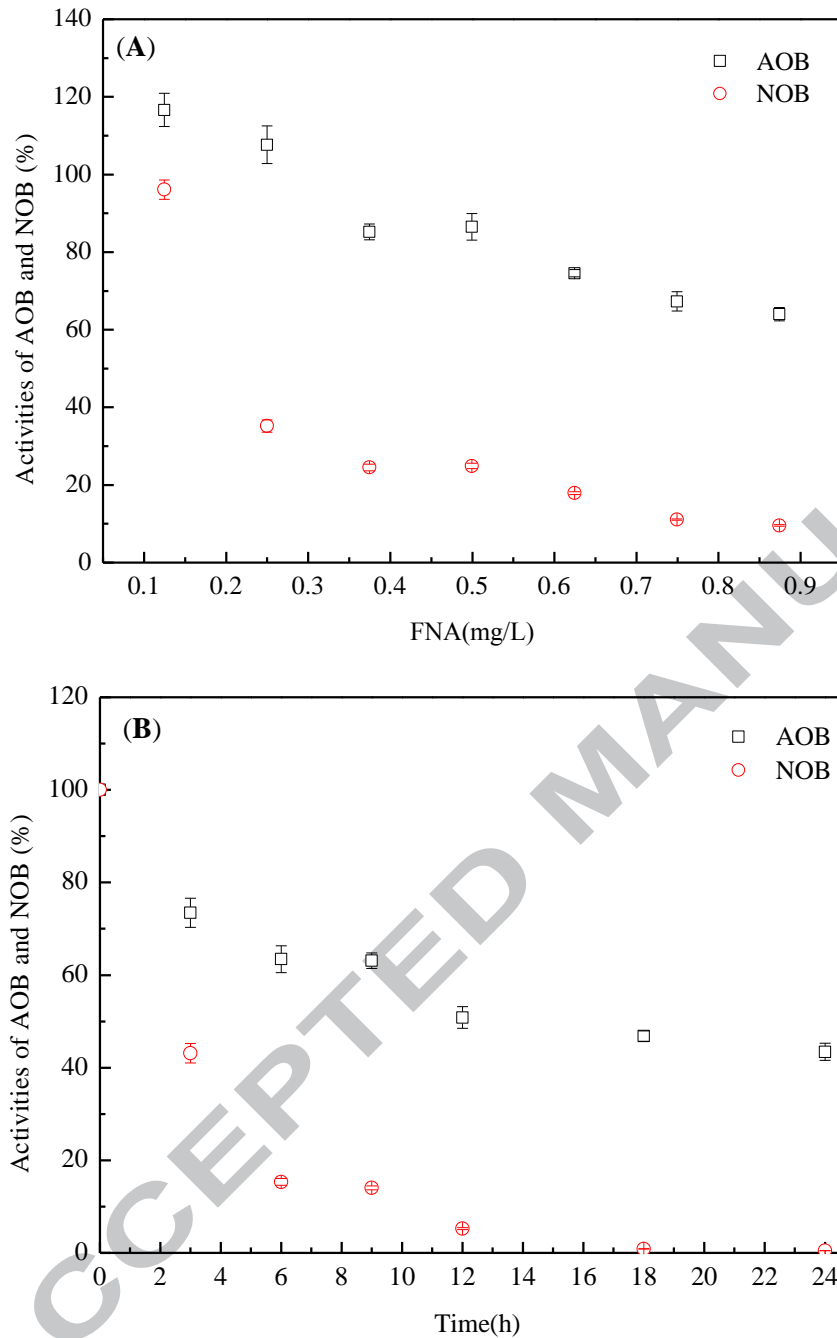 140
(A)
AOB
NOB
120
100
80
60
40
20
0
Activities of AOB and NOB (%)
0.1 0.2 0.3 0.4 0.5 0.6 0.7 0.8 0.9
FNA(mg/L)
120
(B)
AOB
NOB
100
80
60
40
20
0
Activities of AOB and NOB (%)
0 2 4 6 8 10 12 14 16 18 20 22 24
Time(h)
CCEPTED MANU